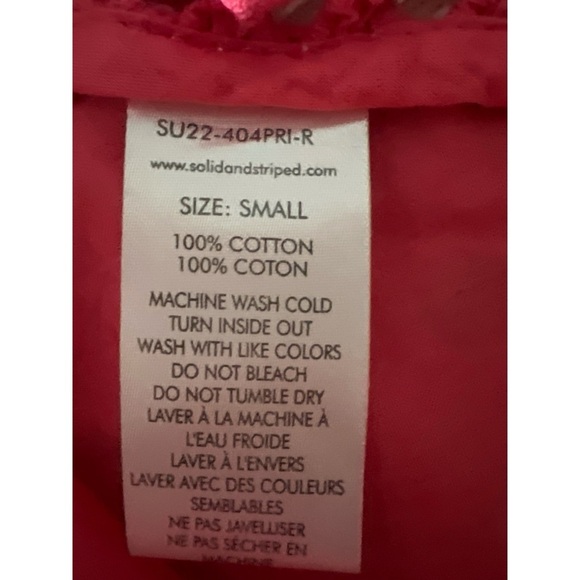 SU22-404PRI-R
www.solidandstriped.com
SIZE: SMALL
100% COTTON
100% COTON
MACHINE WASH COLD
TURN INSIDE OUT
WASH WITH LIKE COLORS
DO NOT BLEACH
DO NOT TUMBLE DRY
LAVER À LA MACHINE À
L'EAU FROIDE
LAVER À L'ENVERS
LAVER AVEC DES COULEURS
SEMBLABLES
NE PAS JAVELLISER
NE PAS SÉCHER EN
MACHINE